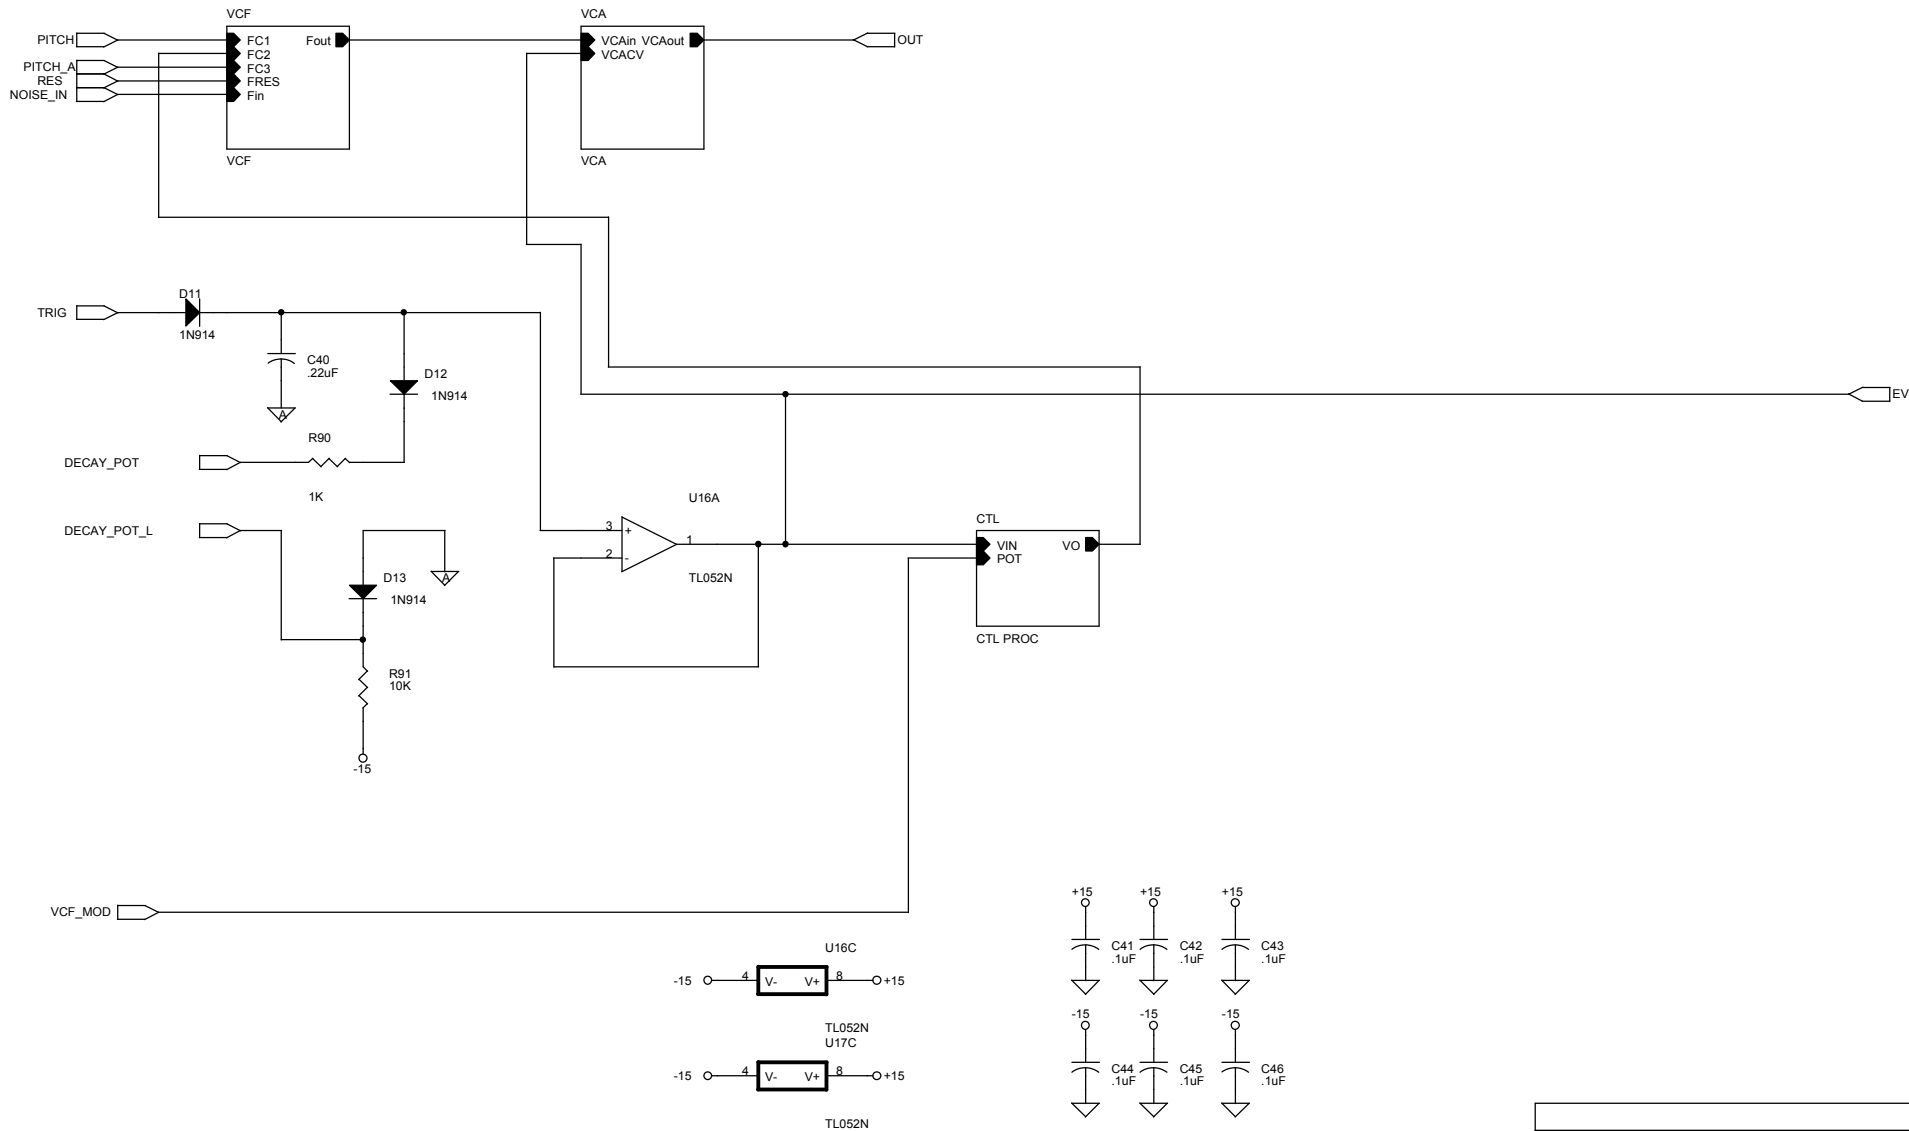 VCF
VCA
PITCH
FC1
Fout
VCAin VCAout
OUT
FC2
VCACV
PITCH_A
FC3
RES
FRES
NOISE_IN
Fin
VCF
VCA
D11
TRIG
1N914
C40
.22uF
D12
1N914
A
EV
R90
DECAY_POT
1K
U16A
DECAY_POT_L
3
+
CTL
1
VIN
VO
2
-
POT
A
D13
TL052N
1N914
CTL PROC
R91
10K
-15
+15
+15
+15
VCF_MOD
U16C
C41
.1uF
C42
.1uF
C43
.1uF
-15
4
V-
V+
8
+15
-15
-15
-15
TL052N
U17C
C44
.1uF
C45
.1uF
C46
.1uF
-15
4
V-
V+
8
+15
TL052N